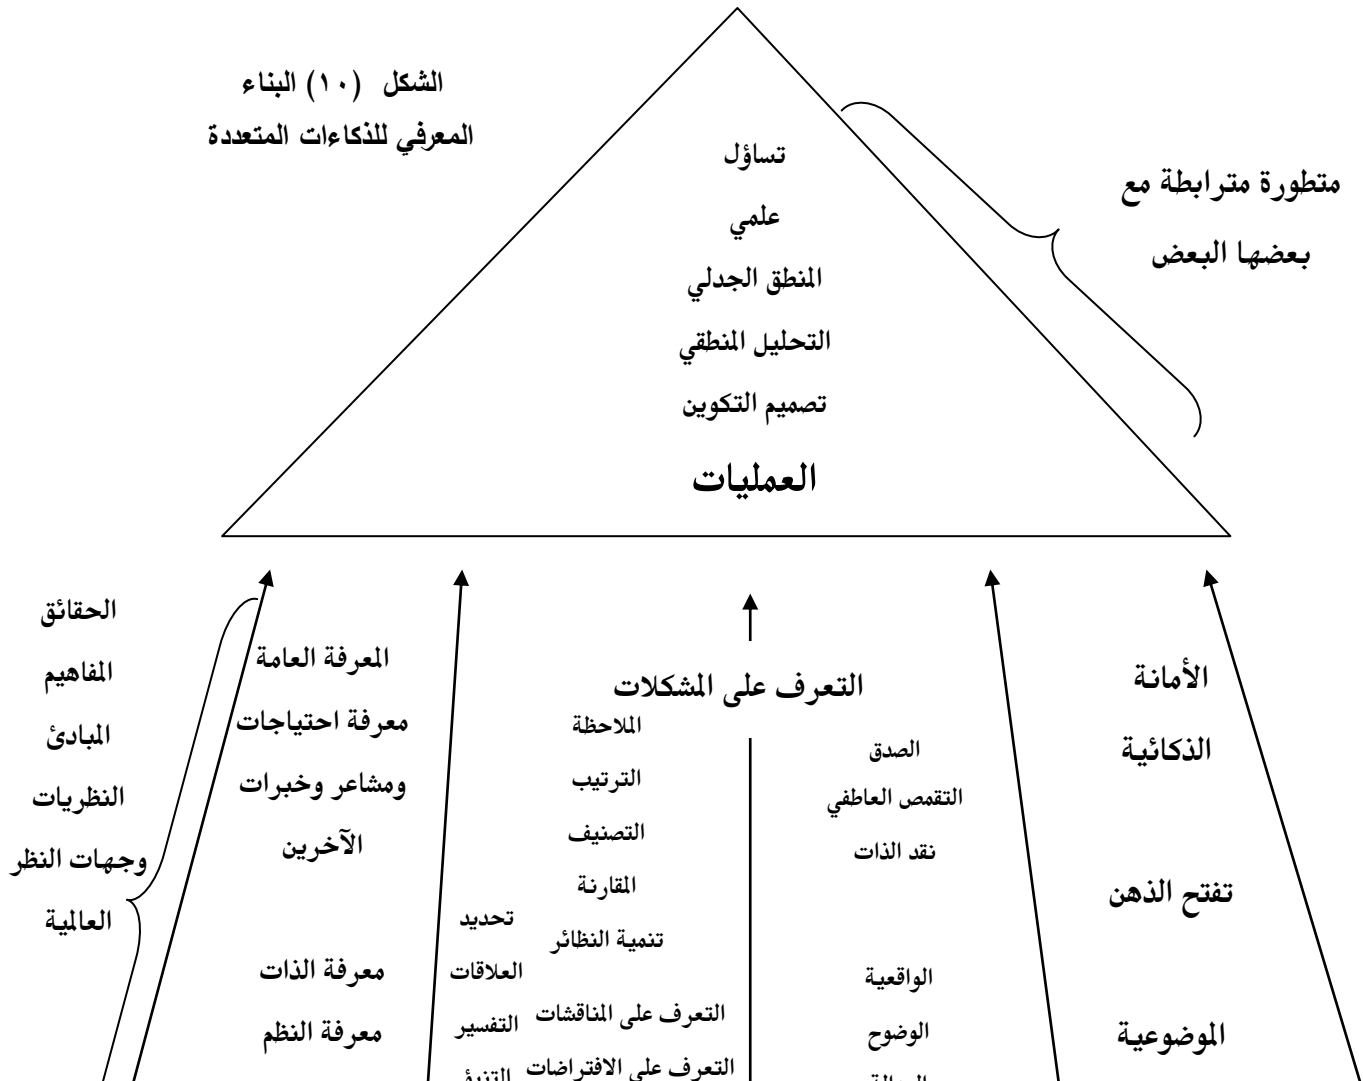 الشكل (١٠) البناء
المعرفي للذكاءات المتعددة
متطورة مترابطة مع
بعضها البعض
تساؤل
علمي
المنطق الجدلي
التحليل المنطقي
تصميم التكوين
العمليات
الأمانة
الذكائية
تفتح الذهن
الموضوعية
الصدق
التقمص العاطفي
نقد الذات
الواقعية
الوضوح
التعرف على المشكلات
الملاحظة
الترتيب
التصنيف
المقارنة
تنمية النظائر
التعرف على المناقشات
التعرف على الافتراضات
تحديد
العلاقات
التفسير
المعرفة العامة
معرفة احتياجات
ومشاعر وخبرات
الآخرين
معرفة الذات
معرفة النظم
الحقائق
المفاهيم
المبادئ
النظريات
وجهات النظر
العالمية